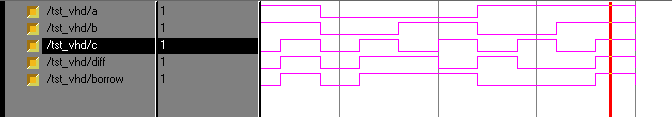 /tst_vhd/a 1
/tst_vhd/b 1
/tst_vhd/c 1
/tst_vhd/diff 1
/tst_vhd/borrow 1